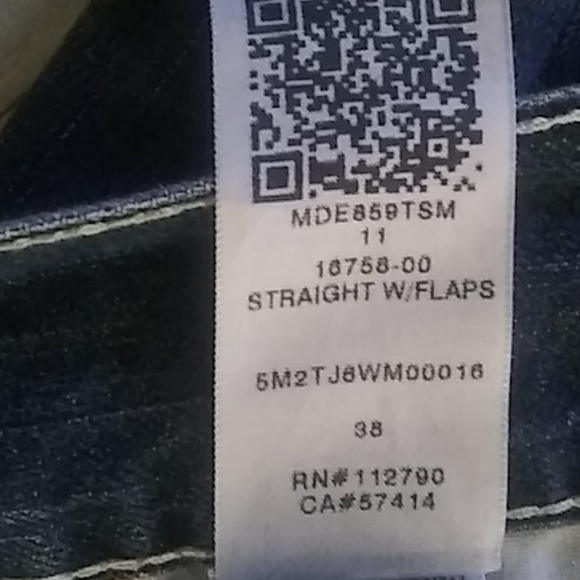 MDE859TSM
11
16758-00
STRAIGHT W/FLAPS
5M2TJ6WM00016
38
RN#112790
CA#57414